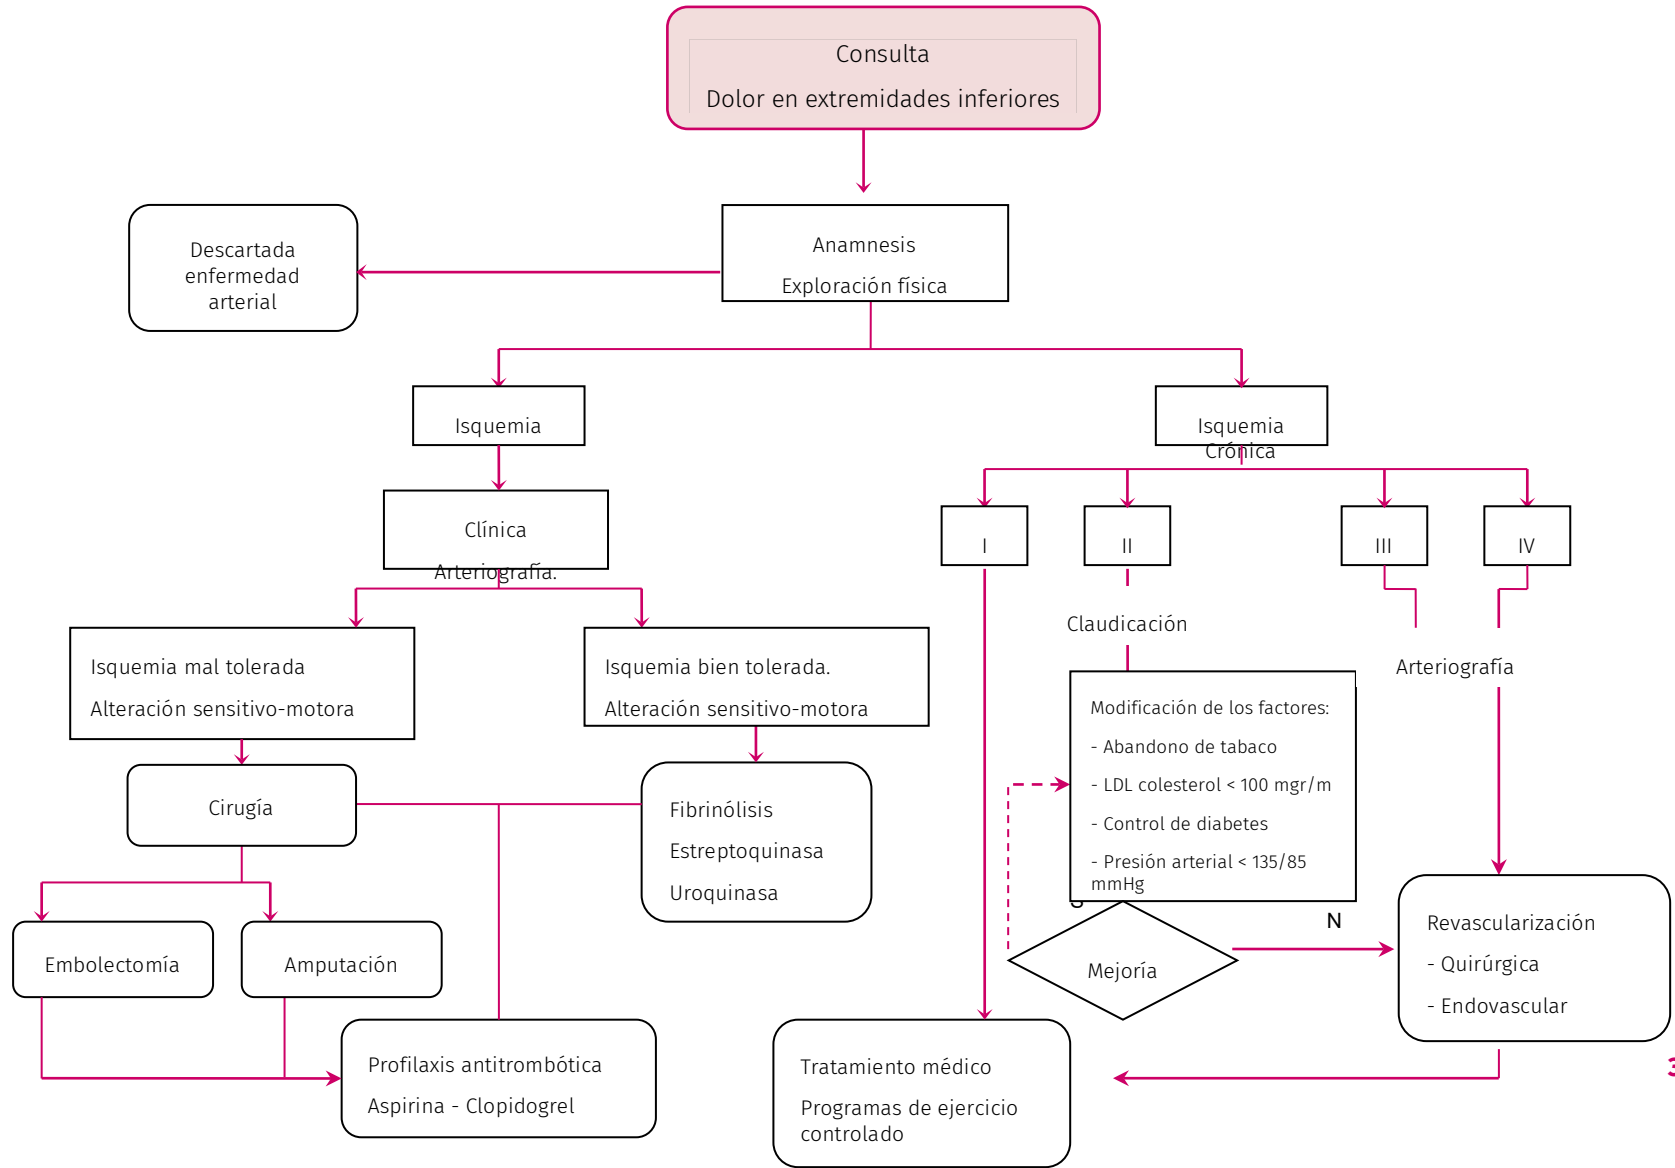 Consulta
Dolor en extremidades inferiores
Anamnesis
Exploración física
Descartada
enfermedad
arterial
Isquemia
Isquemia
Crónica
Clínica
Arteriografía.
I
II
III
IV
Claudicación
Arteriografía
Isquemia mal tolerada
Alteración sensitivo-motora
Isquemia bien tolerada.
Alteración sensitivo-motora
Modificación de los factores:
- Abandono de tabaco
- LDL colesterol < 100 mgr/m
- Control de diabetes
- Presión arterial < 135/85
mmHg
Cirugía
Fibrinólisis
Estreptoquinasa
Uroquinasa
N
Mejoría
Revascularización
- Quirúrgica
- Endovascular
Embolectomía
Amputación
Profilaxis antitrombótica
Aspirina - Clopidogrel
Tratamiento médico
Programas de ejercicio
controlado